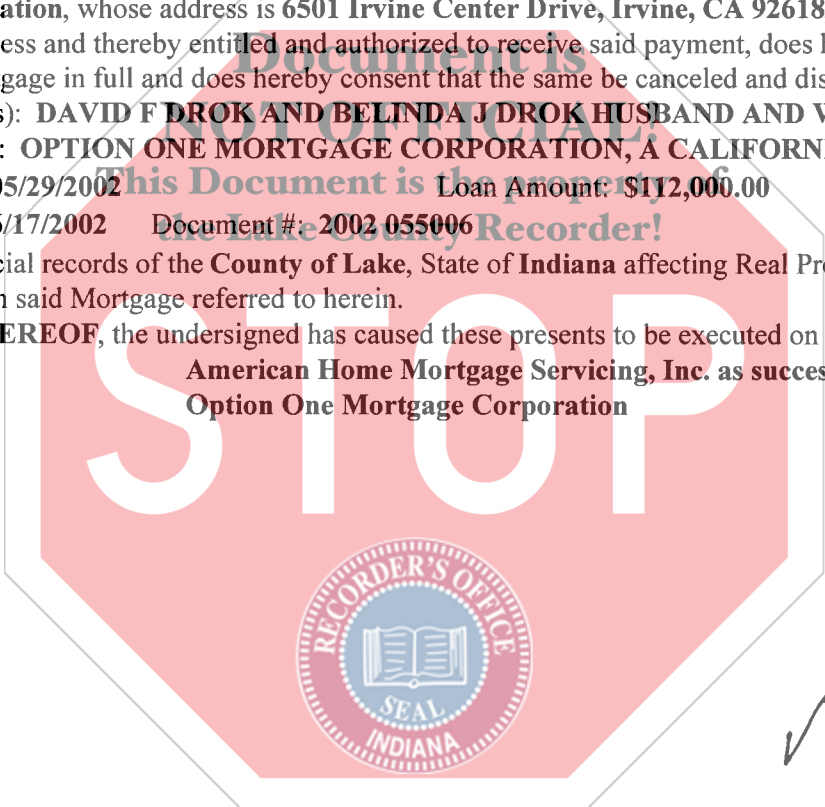 ation, whose address is 6501 Irvine Center Drive, Irvine, CA 92618
ess and thereby entitled and authorized to receive said payment, does
gage in full and does hereby consent that the same be canceled and dis
s): DAVID F DROK AND BELINDA J DROK HUSBAND AND
: OPTION ONE MORTGAGE CORPORATION, A CALIFORNI
05/29/2002 Loan Amount: $112,000.00
/17/2002 Document #: 2002 055006
cial records of the County of Lake, State of Indiana affecting Real Pr
n said Mortgage referred to herein.
EREOF, the undersigned has caused these presents to be executed on
American Home Mortgage Servicing, Inc. as succes
Option One Mortgage Corporation
Document is
NOT OFFICIAL!
This Document is the property of
the Lake County Recorder!
STOP
RECORDER'S OFFICE
SEAL
INDIANA